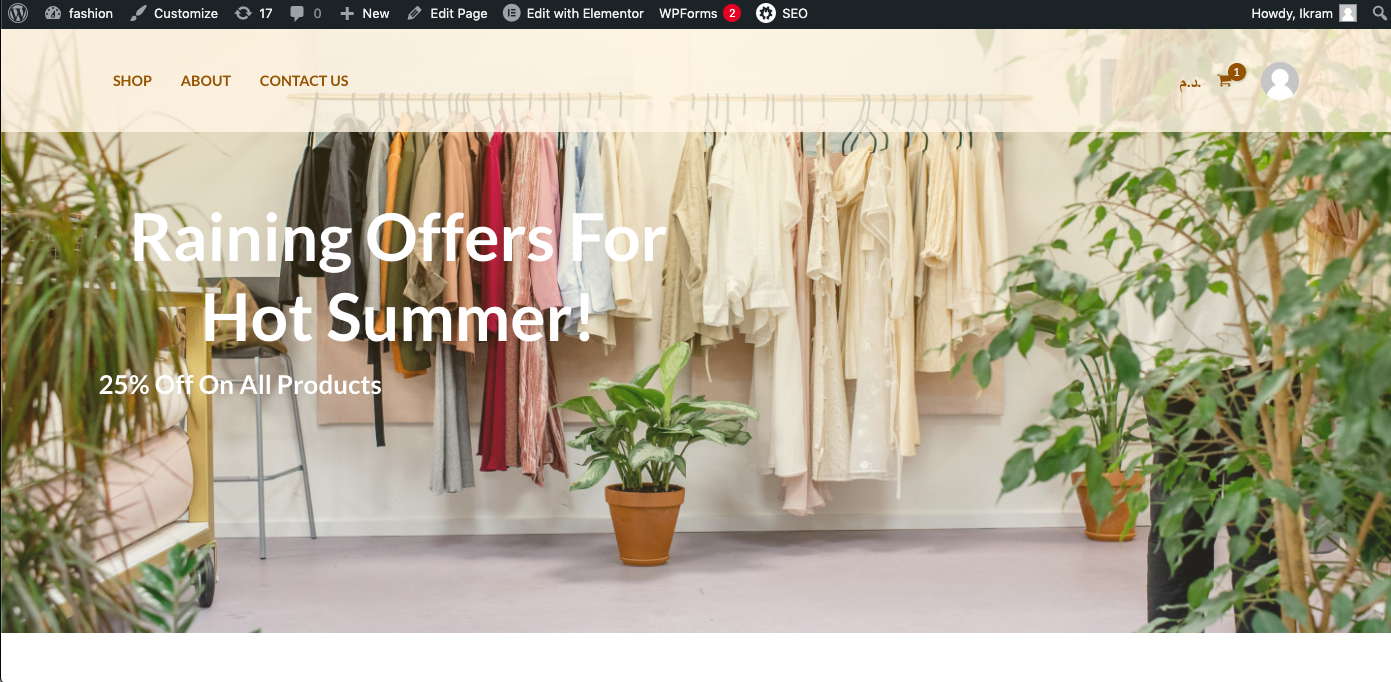 fashion Customize 17 0 New Edit Page Edit with Elementor WPForms 2 SEO Howdy, Ikram
SHOP ABOUT CONTACT US د.م. 1
Raining Offers For
Hot Summer!
25% Off On All Products